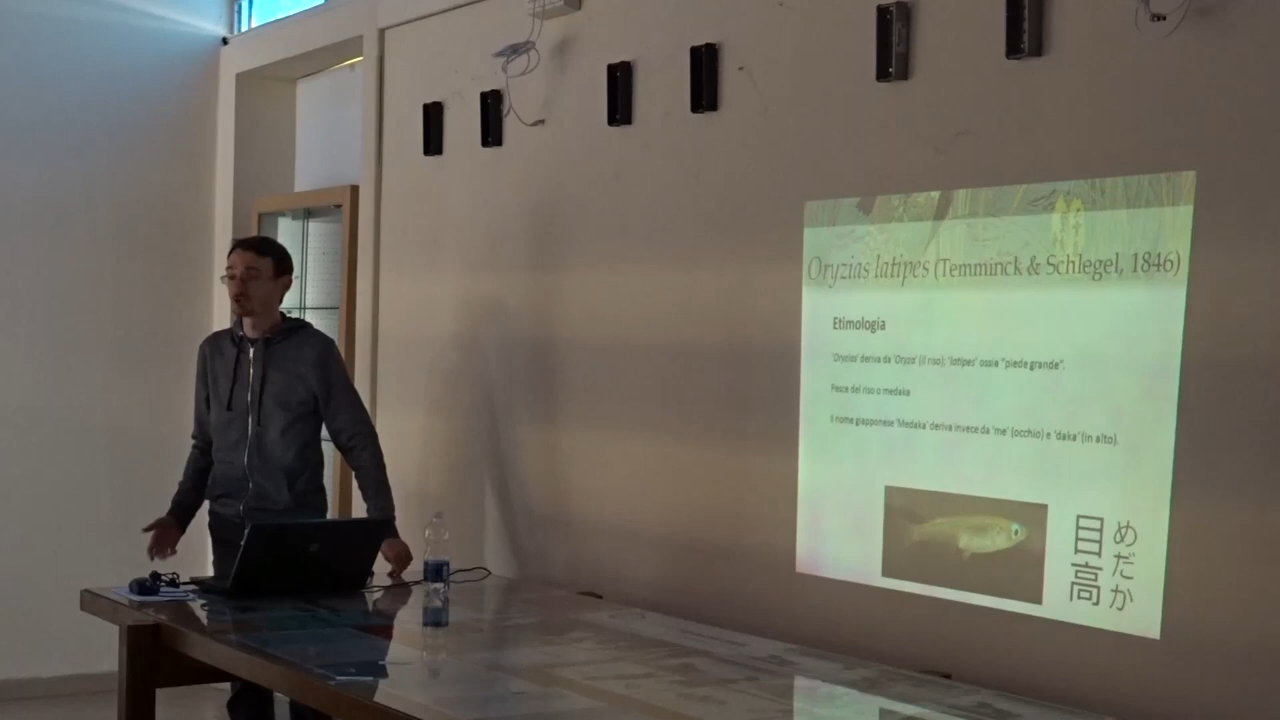 Oryzias latipes (Temminck & Schlegel, 1846)
Etimologia
'Oryzias' deriva da 'Oryza' (il riso); 'latipes' ossia "piede grande".
Pesce del riso o medaka
Il nome giapponese 'Medaka' deriva invece da 'me' (occhio) e 'daka' (in alto).
めだか
目高